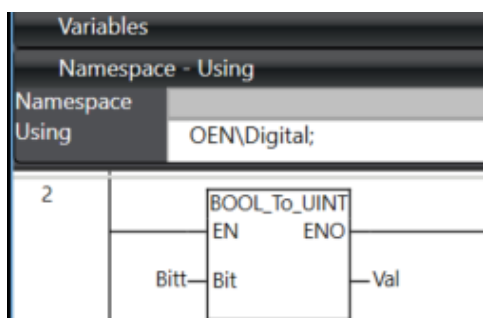 Variables
Namespace - Using
Namespace
Using OEN\Digital;
2
BOOL_To_UINT
EN ENO
Bitt Bit Val